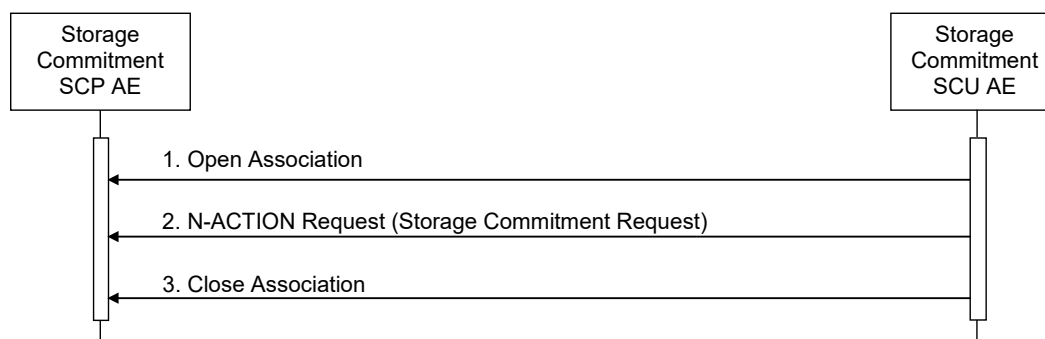 Storage
Commitment
SCP AE
Storage
Commitment
SCU AE
1. Open Association
2. N-ACTION Request (Storage Commitment Request)
3. Close Association